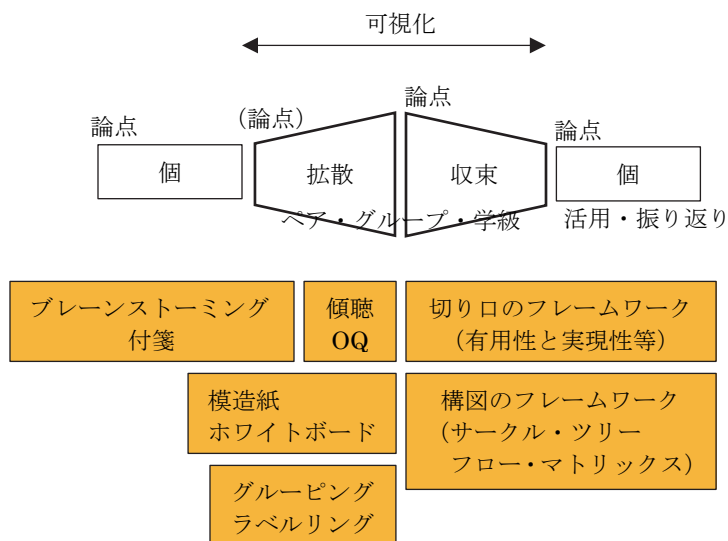 可視化
論点
(論点)
論点
論点
個
拡散
収束
個
ペア・グループ・学級
活用・振り返り
ブレーンストーミング
付箋
傾聴
OQ
切り口のフレームワーク
(有用性と実現性等)
模造紙
ホワイトボード
構図のフレームワーク
(サークル・ツリー
フロー・マトリックス)
グルーピング
ラベルリング